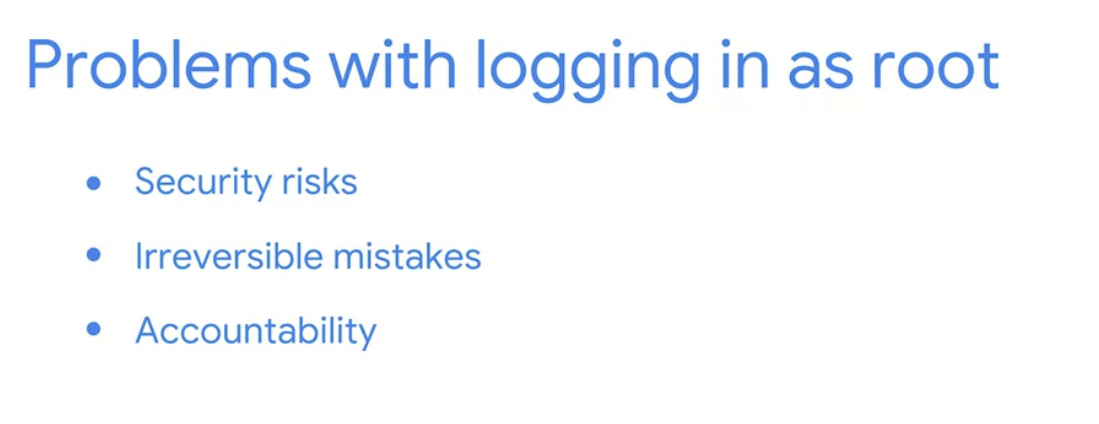 Problems with logging in as root
• Security risks
• Irreversible mistakes
• Accountability